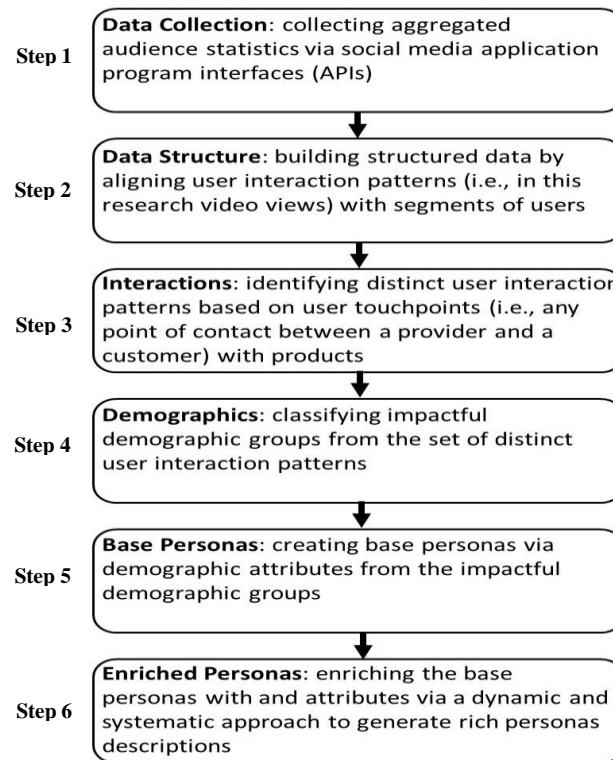 Step 1
Data Collection: collecting aggregated
audience statistics via social media application
program interfaces (APIs)
Step 2
Data Structure: building structured data by
aligning user interaction patterns (i.e., in this
research video views) with segments of users
Step 3
Interactions: identifying distinct user interaction
patterns based on user touchpoints (i.e., any
point of contact between a provider and a
customer) with products
Step 4
Demographics: classifying impactful
demographic groups from the set of distinct
user interaction patterns
Step 5
Base Personas: creating base personas via
demographic attributes from the impactful
demographic groups
Step 6
Enriched Personas: enriching the base
personas with and attributes via a dynamic and
systematic approach to generate rich personas
descriptions